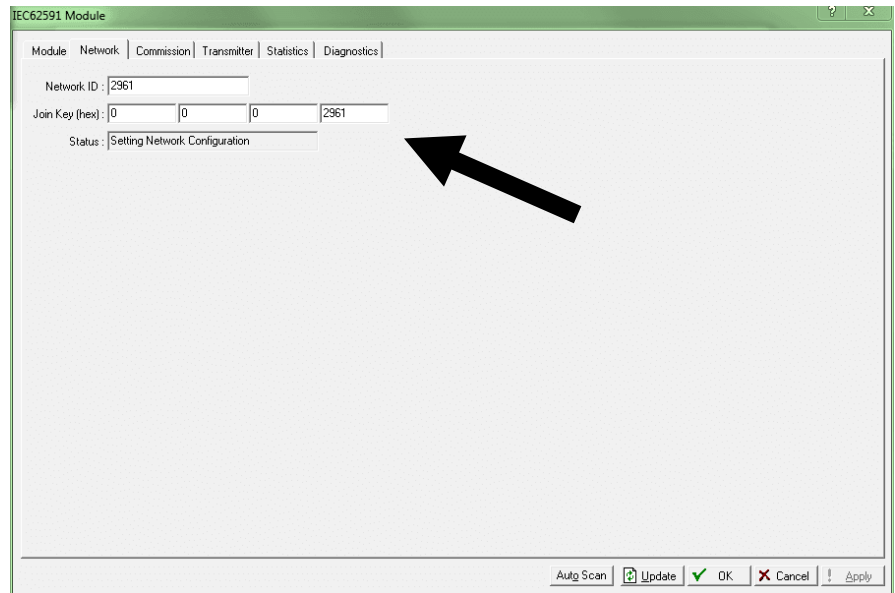 IEC62591 Module
Module Network Commission Transmitter Statistics Diagnostics
Network ID : 2961
Join Key (hex) : 0 0 0 2961
Status : Setting Network Configuration
Auto Scan Update OK Cancel ! Apply